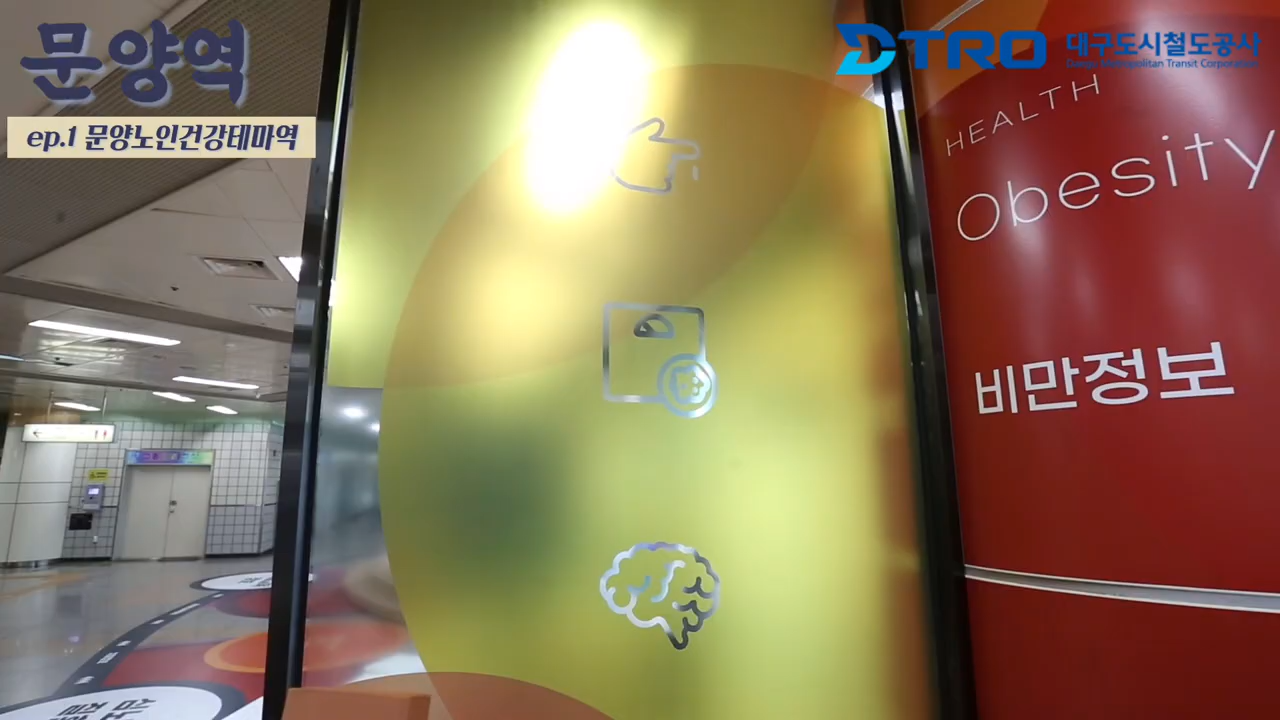 문양역
ep.1 문양노인건강테마역
DTRO 대구도시철도공사
Daegu Metropolitan Transit Corporation
HEALTH
Obesity
비만정보